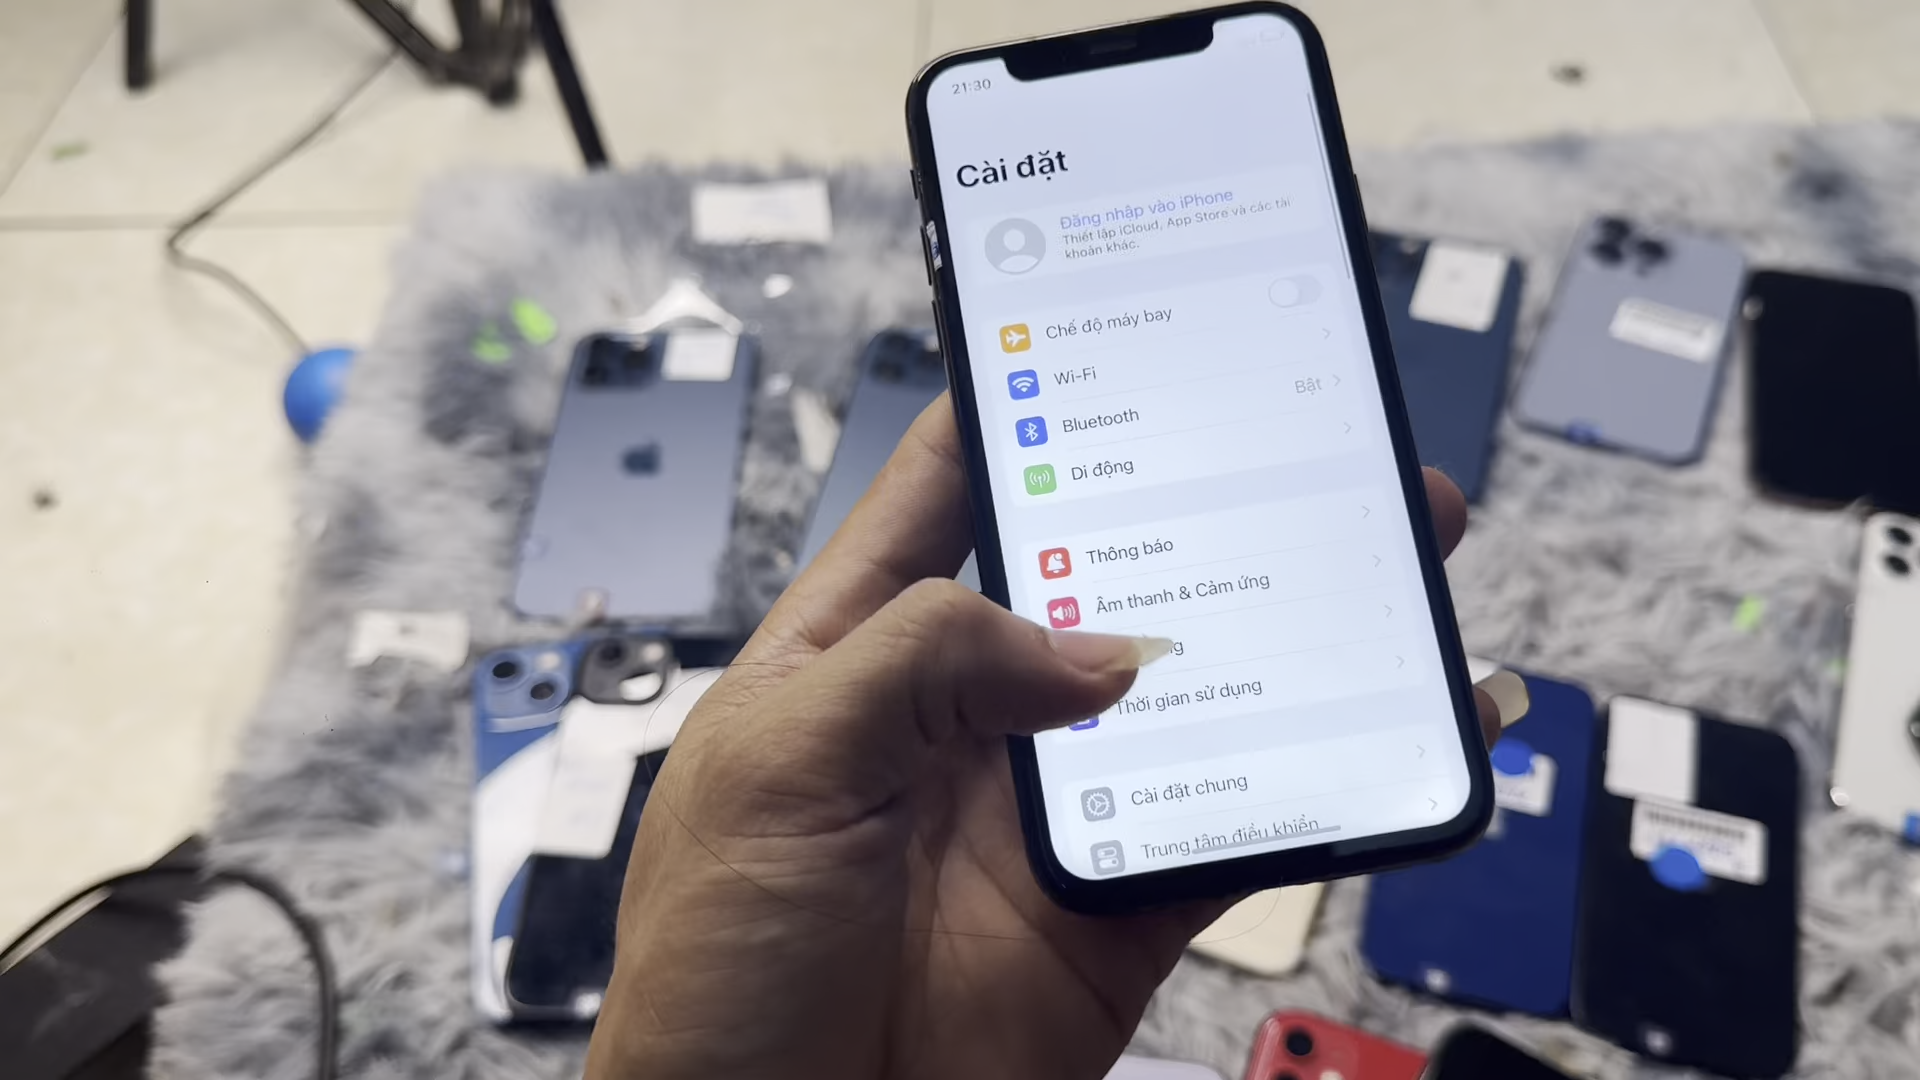 21:30
Cài đặt
Đăng nhập vào iPhone
Thiết lập iCloud, App Store và các tài
khoản khác.
Chế độ máy bay
Wi-Fi
Bluetooth
Bật
Di động
Thông báo
Âm thanh & Cảm ứng
Thời gian sử dụng
Cài đặt chung
Trung tâm điều khiển